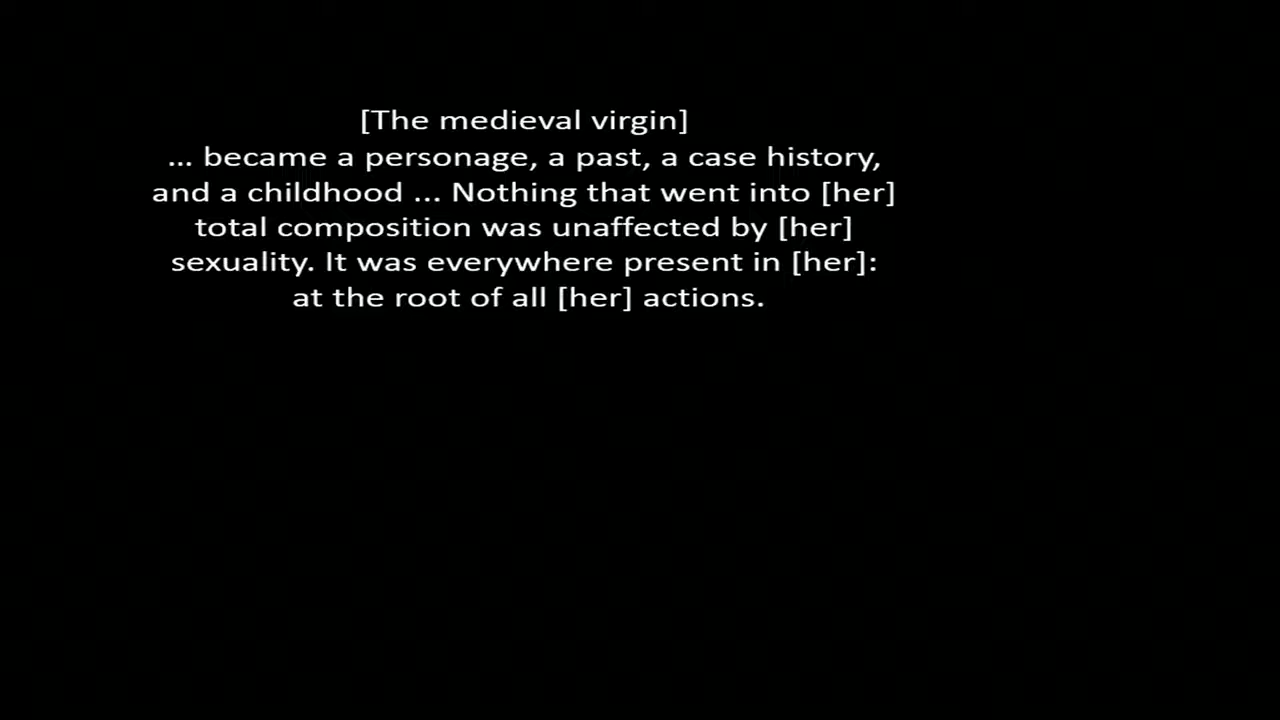 [The medieval virgin]
... became a personage, a past, a case history,
and a childhood ... Nothing that went into [her]
total composition was unaffected by [her]
sexuality. It was everywhere present in [her]:
at the root of all [her] actions.